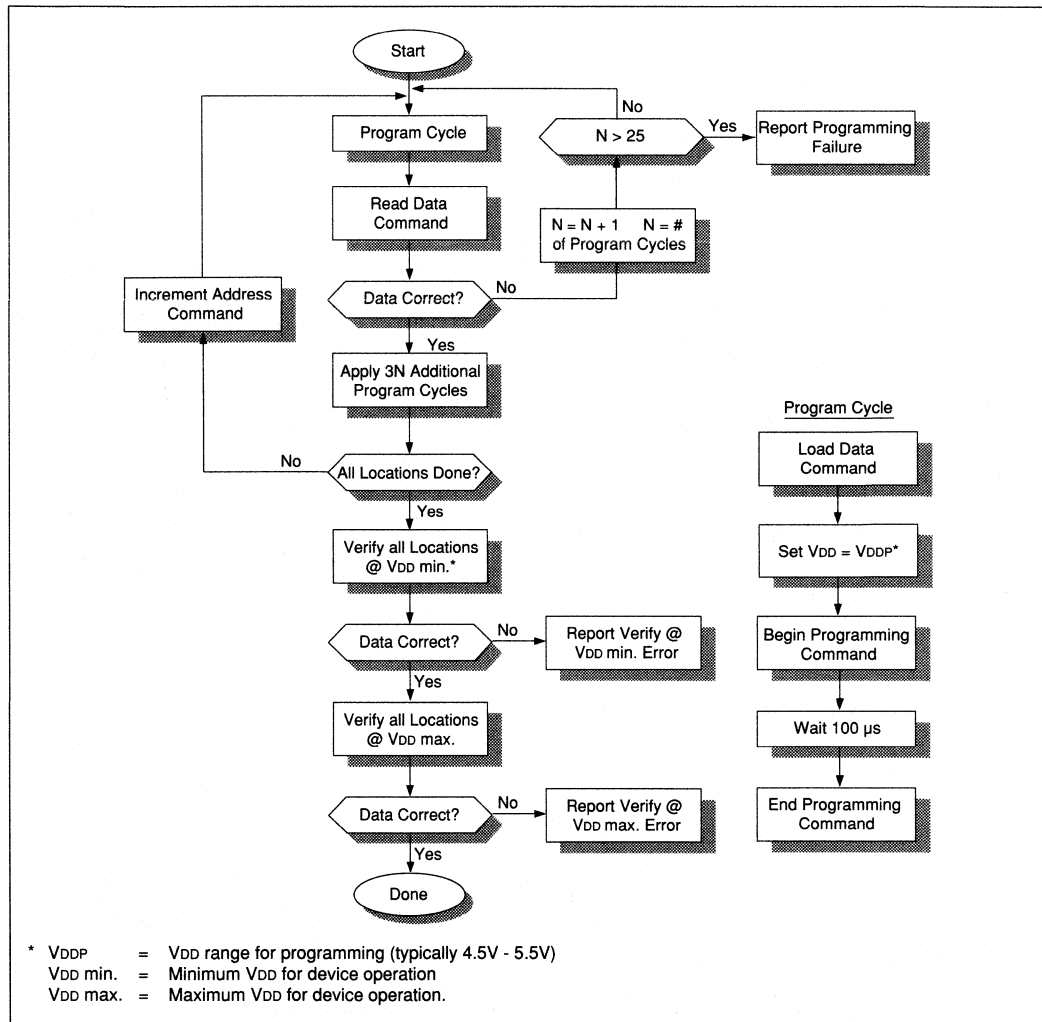 Start
No
Program Cycle
N > 25
Yes
Report Programming
Failure
Read Data
Command
N = N + 1 N = #
of Program Cycles
Increment Address
Command
Data Correct?
No
Yes
Apply 3N Additional
Program Cycles
No
All Locations Done?
Yes
Verify all Locations
@ VDD min.*
Data Correct?
No
Report Verify @
VDD min. Error
Yes
Verify all Locations
@ VDD max.
Data Correct?
No
Report Verify @
VDD max. Error
Yes
Done
Program Cycle
Load Data
Command
Set VDD = VDDP*
Begin Programming
Command
Wait 100 µs
End Programming
Command
* VDDP = VDD range for programming (typically 4.5V - 5.5V)
VDD min. = Minimum VDD for device operation
VDD max. = Maximum VDD for device operation.